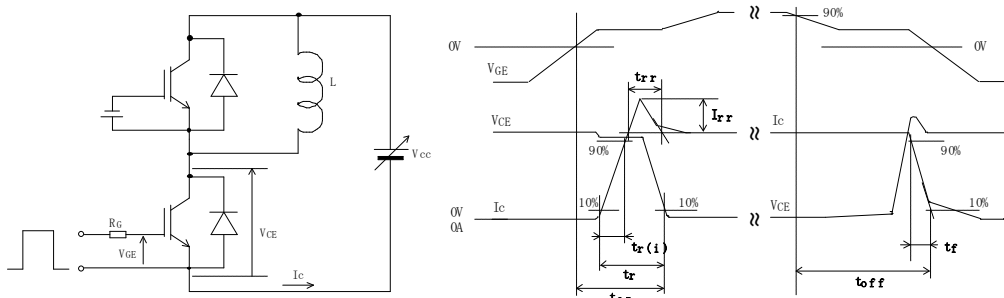 L
Vcc
RG
VGE
VCE
Ic
0V
VGE
90%
0V
trr
Irr
VCE
Ic
90%
90%
10%
10%
10%
0V
0A
Ic
VCE
tr(i)
tr
tf
toff